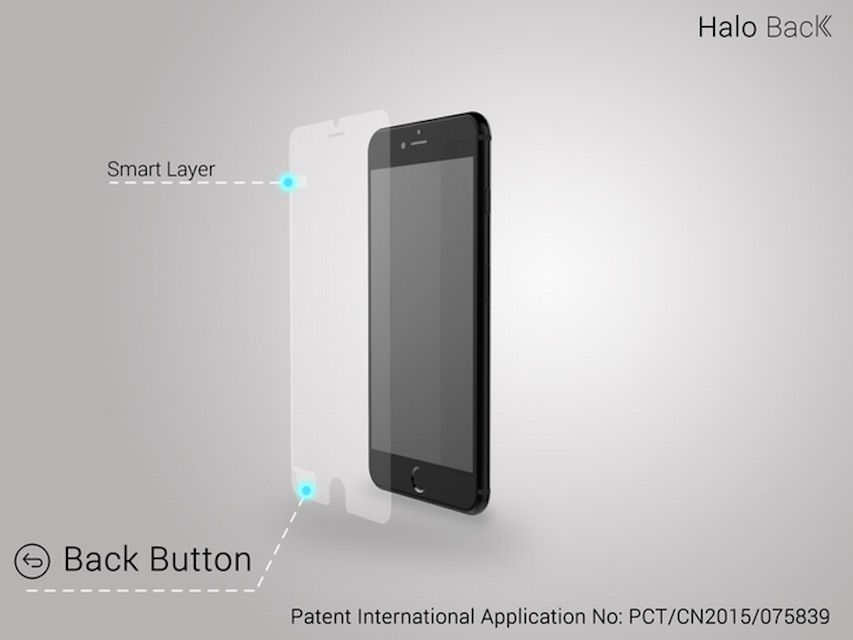 Halo Back
Smart Layer
Back Button
Patent International Application No: PCT/CN2015/075839